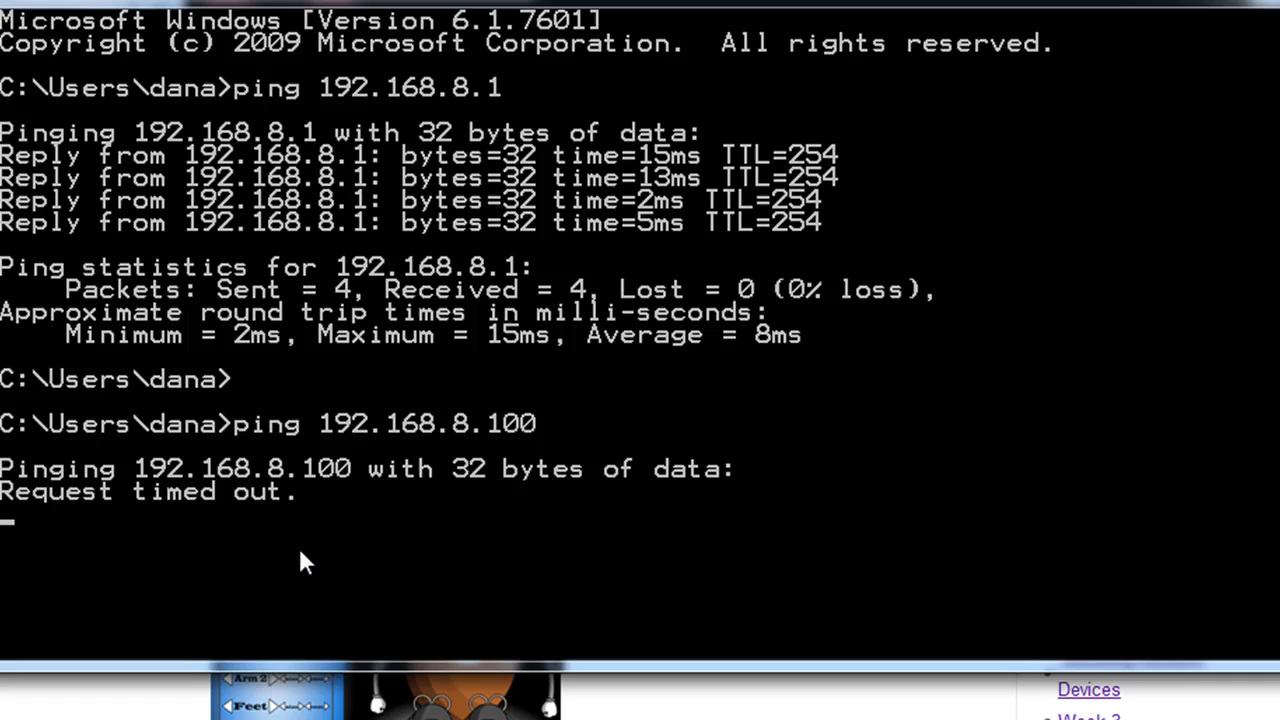 Microsoft Windows [Version 6.1.7601]
Copyright (c) 2009 Microsoft Corporation.  All rights reserved.
C:\Users\dana>ping 192.168.8.1
Pinging 192.168.8.1 with 32 bytes of data:
Reply from 192.168.8.1: bytes=32 time=15ms TTL=254
Reply from 192.168.8.1: bytes=32 time=13ms TTL=254
Reply from 192.168.8.1: bytes=32 time=2ms TTL=254
Reply from 192.168.8.1: bytes=32 time=5ms TTL=254
Ping statistics for 192.168.8.1:
    Packets: Sent = 4, Received = 4, Lost = 0 (0% loss),
Approximate round trip times in milli-seconds:
    Minimum = 2ms, Maximum = 15ms, Average = 8ms
C:\Users\dana>
C:\Users\dana>ping 192.168.8.100
Pinging 192.168.8.100 with 32 bytes of data:
Request timed out.
Arm 2
Feet
Devices
Week 3